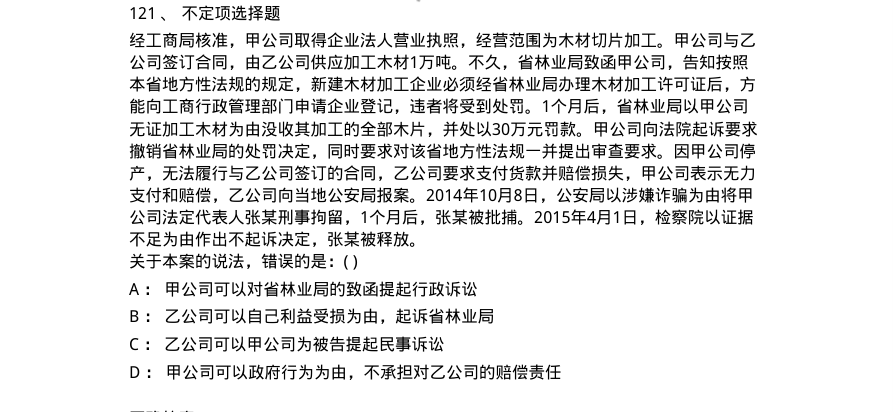 121 、 不定项选择题
经工商局核准，甲公司取得企业法人营业执照，经营范围为木材切片加工。甲公司与乙
公司签订合同，由乙公司供应加工木材1万吨。不久，省林业局致函甲公司，告知按照
本省地方性法规的规定，新建木材加工企业必须经省林业局办理木材加工许可证后，方
能向工商行政管理部门申请企业登记，违者将受到处罚。1个月后，省林业局以甲公司
无证加工木材为由没收其加工的全部木片，并处以30万元罚款。甲公司向法院起诉要求
撤销省林业局的处罚决定，同时要求对该省地方性法规一并提出审查要求。因甲公司停
产，无法履行与乙公司签订的合同，乙公司要求支付货款并赔偿损失，甲公司表示无力
支付和赔偿，乙公司向当地公安局报案。2014年10月8日，公安局以涉嫌诈骗为由将甲
公司法定代表人张某刑事拘留，1个月后，张某被批捕。2015年4月1日，检察院以证据
不足为由作出不起诉决定，张某被释放。
关于本案的说法，错误的是：( )
A ： 甲公司可以对省林业局的致函提起行政诉讼
B ： 乙公司可以自己利益受损为由，起诉省林业局
C ： 乙公司可以甲公司为被告提起民事诉讼
D ： 甲公司可以政府行为为由，不承担对乙公司的赔偿责任